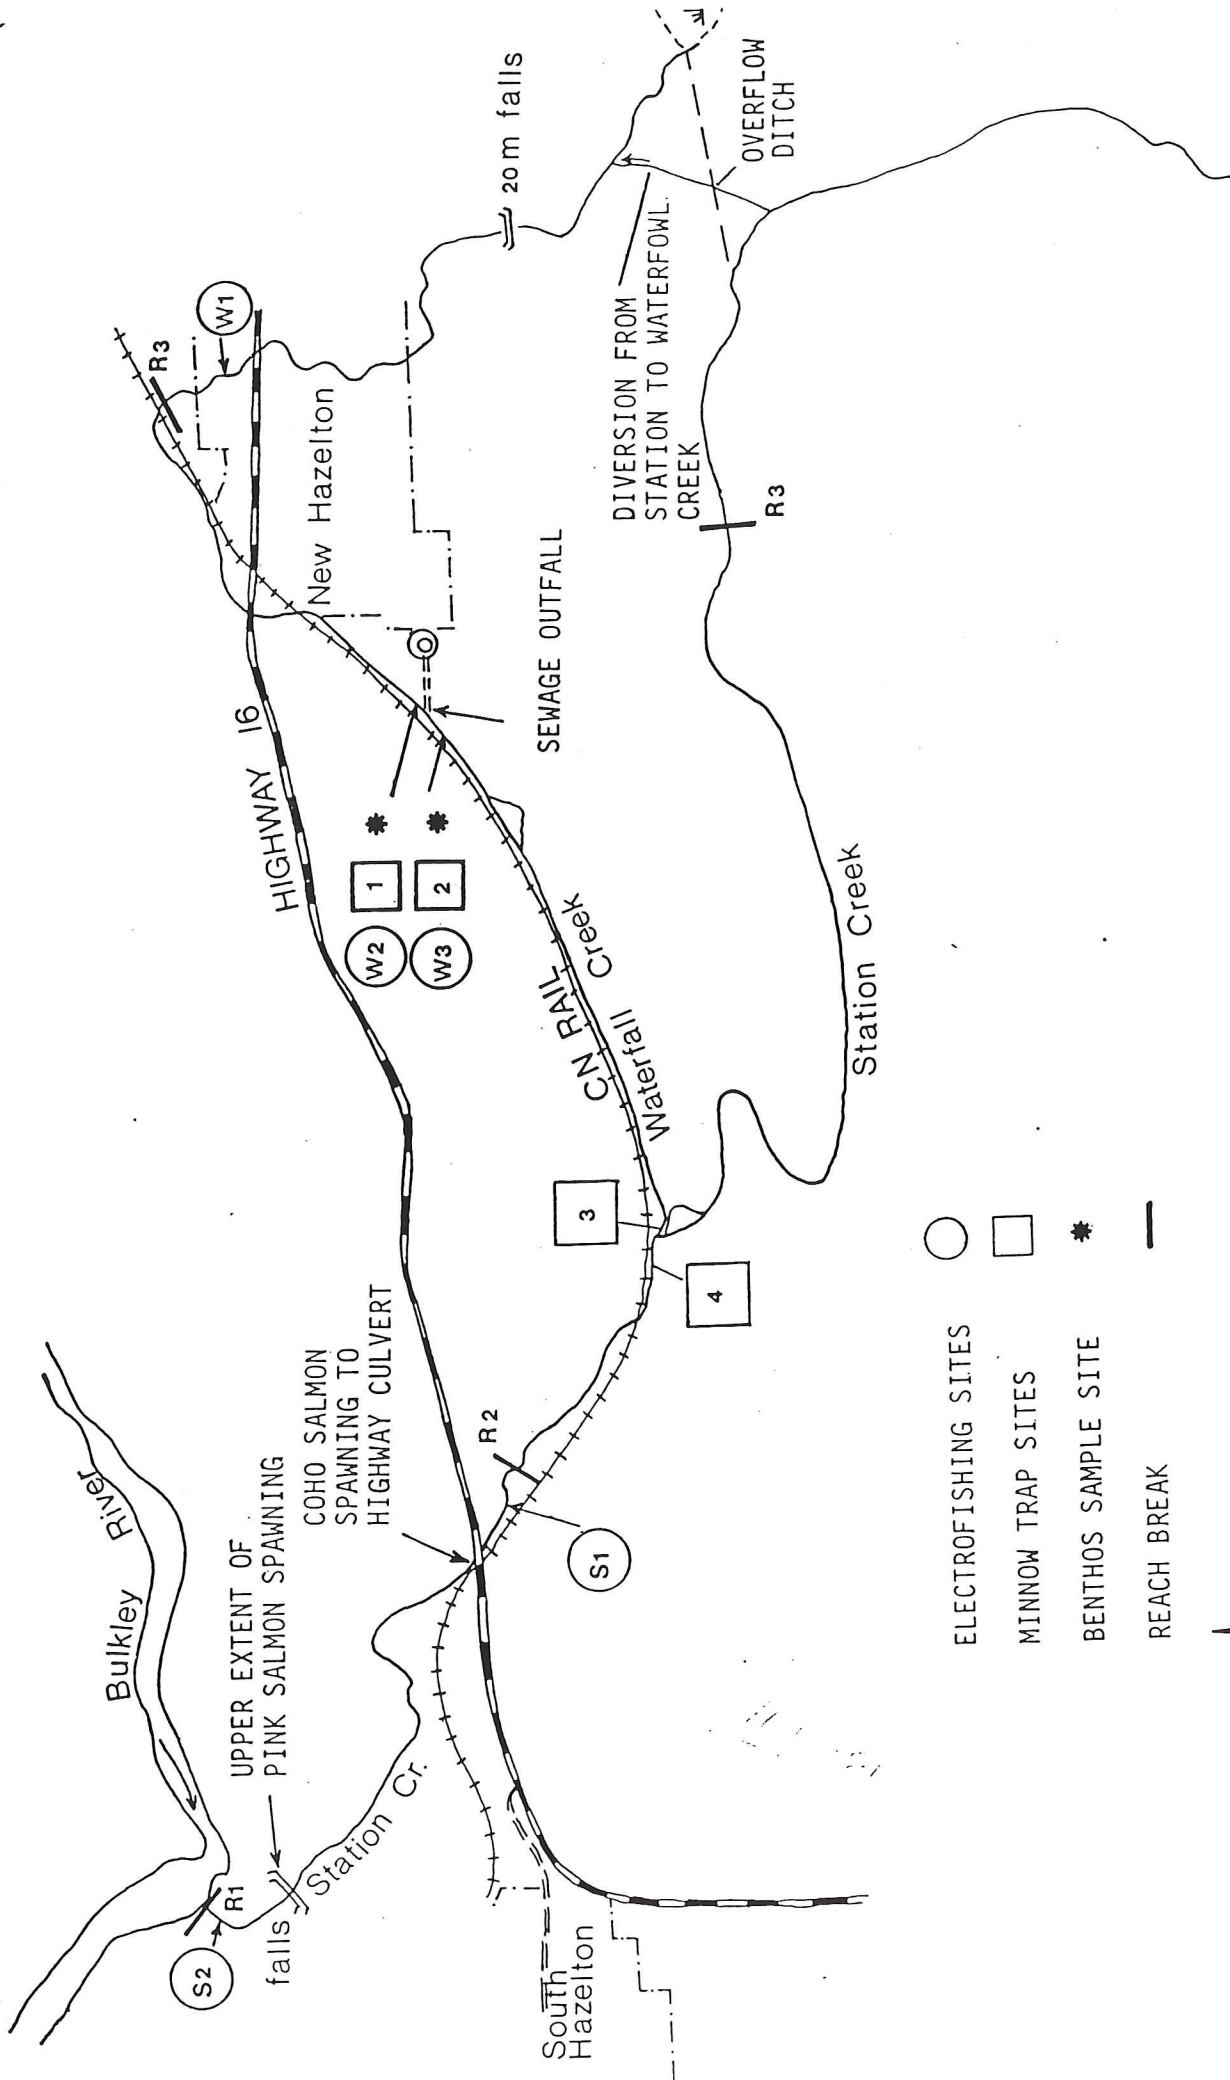 Bulkley
River
UPPER EXTENT OF
PINK SALMON SPAWNING
COHO SALMON
SPAWNING TO
HIGHWAY CULVERT
HIGHWAY 16
W1
R3
New Hazelton
20m falls
S2
R1
falls
Station Cr.
R2
S1
W2
1
W3
2
SEWAGE OUTFALL
CN RAIL
Waterfall Creek
DIVERSION FROM
STATION TO WATERFOWL
CREEK
OVERFLOW
DITCH
South
Hazelton
3
4
R3
Station Creek
ELECTROFISHING SITES
MINNOW TRAP SITES
BENTHOS SAMPLE SITE
REACH BREAK